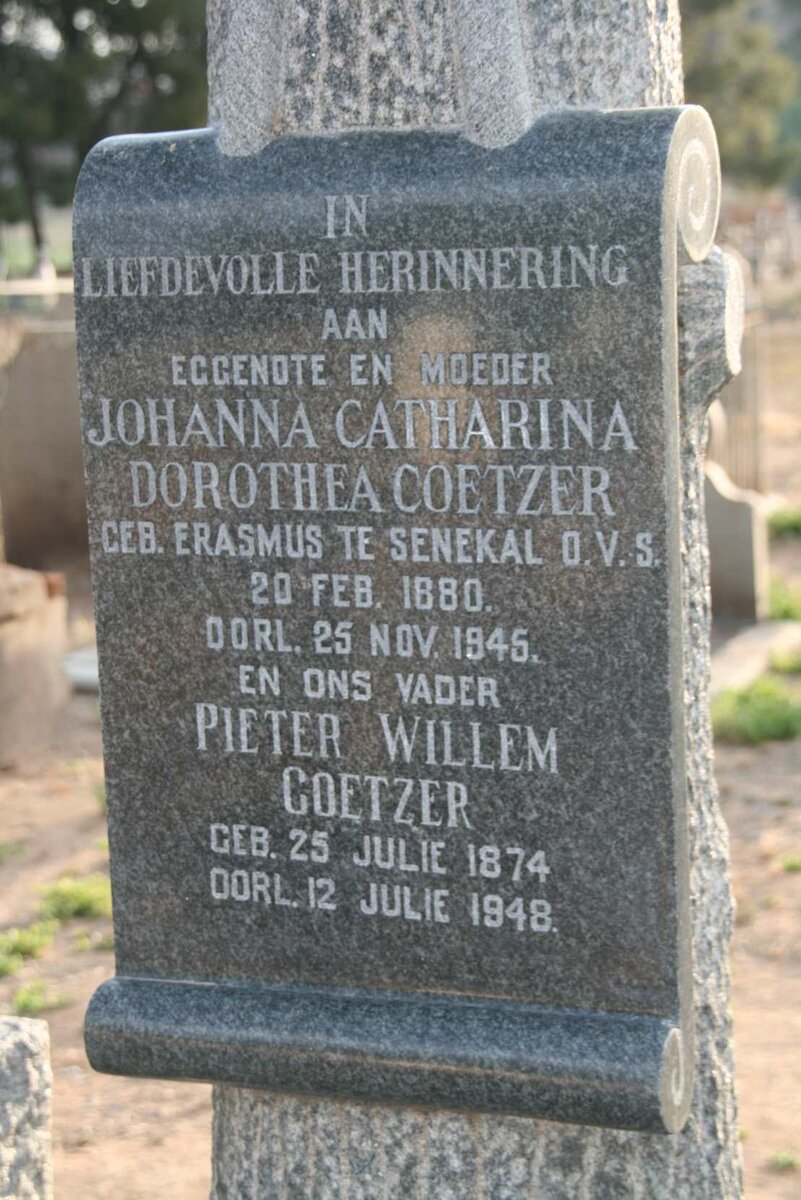 IN
LIEFDEVOLLE HERINNERING
AAN
EGGENOTE EN MOEDER
JOHANNA CATHARINA
DOROTHEA COETZER
GEB. ERASMUS TE SENEKAL O.V.S.
20 FEB. 1880.
OORL. 25 NOV. 1945.
EN ONS VADER
PIETER WILLEM
COETZER
GEB. 25 JULIE 1874
OORL. 12 JULIE 1948.